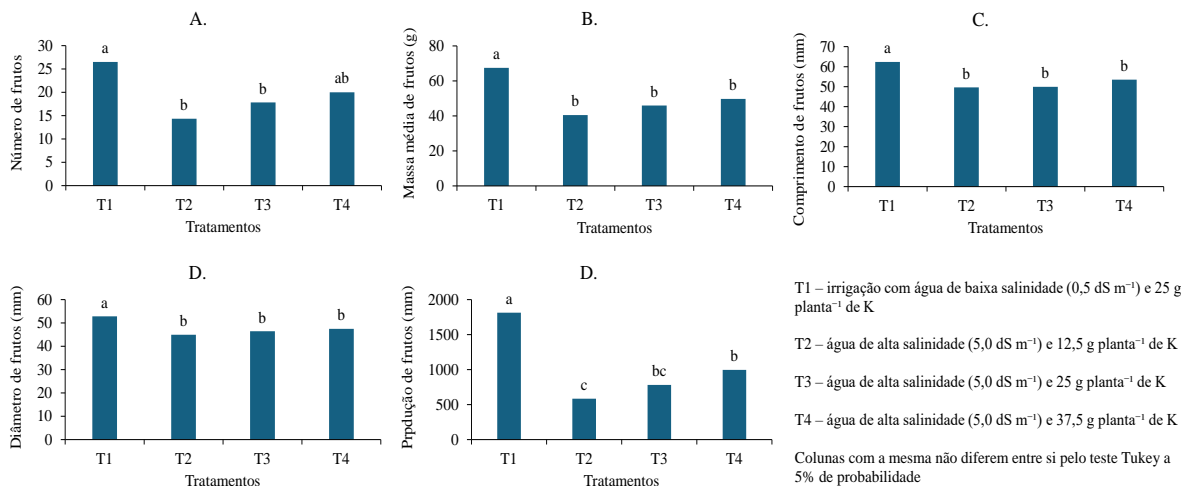 A.
Número de frutos
30
25
20
15
10
5
0
a
b
b
ab
T1 T2 T3 T4
Tratamentos
B.
Massa média de frutos (g)
80
60
40
20
0
a
b
b
b
T1 T2 T3 T4
Tratamentos
C.
Comprimento de frutos (mm)
70
60
50
40
30
20
10
0
a
b
b
b
T1 T2 T3 T4
Tratamentos
D.
Diâmetro de frutos (mm)
60
50
40
30
20
10
0
a
b
b
b
T1 T2 T3 T4
Tratamentos
D.
Prpdução de frutos (mm)
2000
1500
1000
500
0
a
c
bc
b
T1 T2 T3 T4
Tratamentos
T1 – irrigação com água de baixa salinidade (0,5 dS m⁻¹) e 25 g
planta⁻¹ de K
T2 – água de alta salinidade (5,0 dS m⁻¹) e 12,5 g planta⁻¹ de K
T3 – água de alta salinidade (5,0 dS m⁻¹) e 25 g planta⁻¹ de K
T4 – água de alta salinidade (5,0 dS m⁻¹) e 37,5 g planta⁻¹ de K
Colunas com a mesma não diferem entre si pelo teste Tukey a
5% de probabilidade